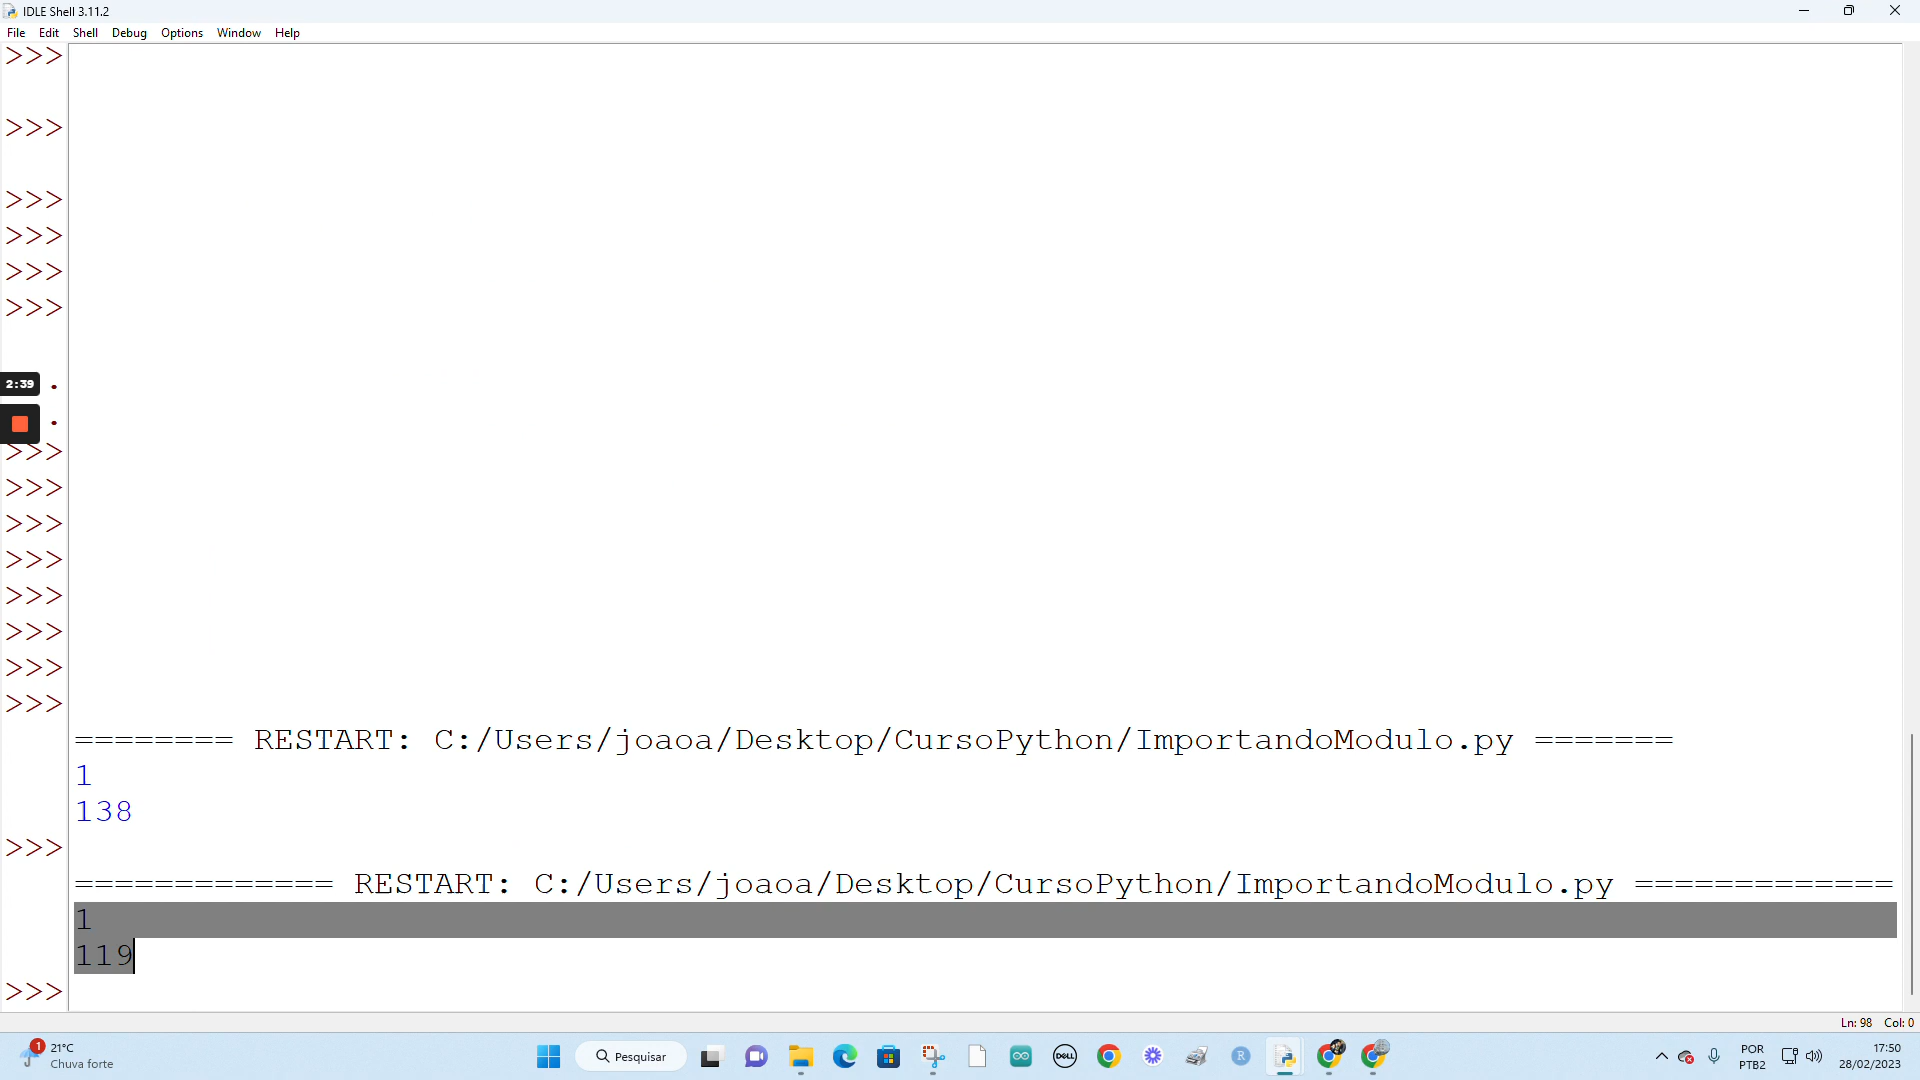 IDLE Shell 3.11.2
File Edit Shell Debug Options Window Help
>>>
>>>
>>>
>>>
>>>
>>>
2:39
>>>
>>>
>>>
>>>
>>>
>>>
>>>
>>>
======== RESTART: C:/Users/joaoa/Desktop/CursoPython/ImportandoModulo.py =======
1
138
>>>
============= RESTART: C:/Users/joaoa/Desktop/CursoPython/ImportandoModulo.py =============
1
119
>>>
Ln: 98 Col: 0
1
21°C
Chuva forte
Pesquisar
DELL
R
POR
PTB2
17:50
28/02/2023